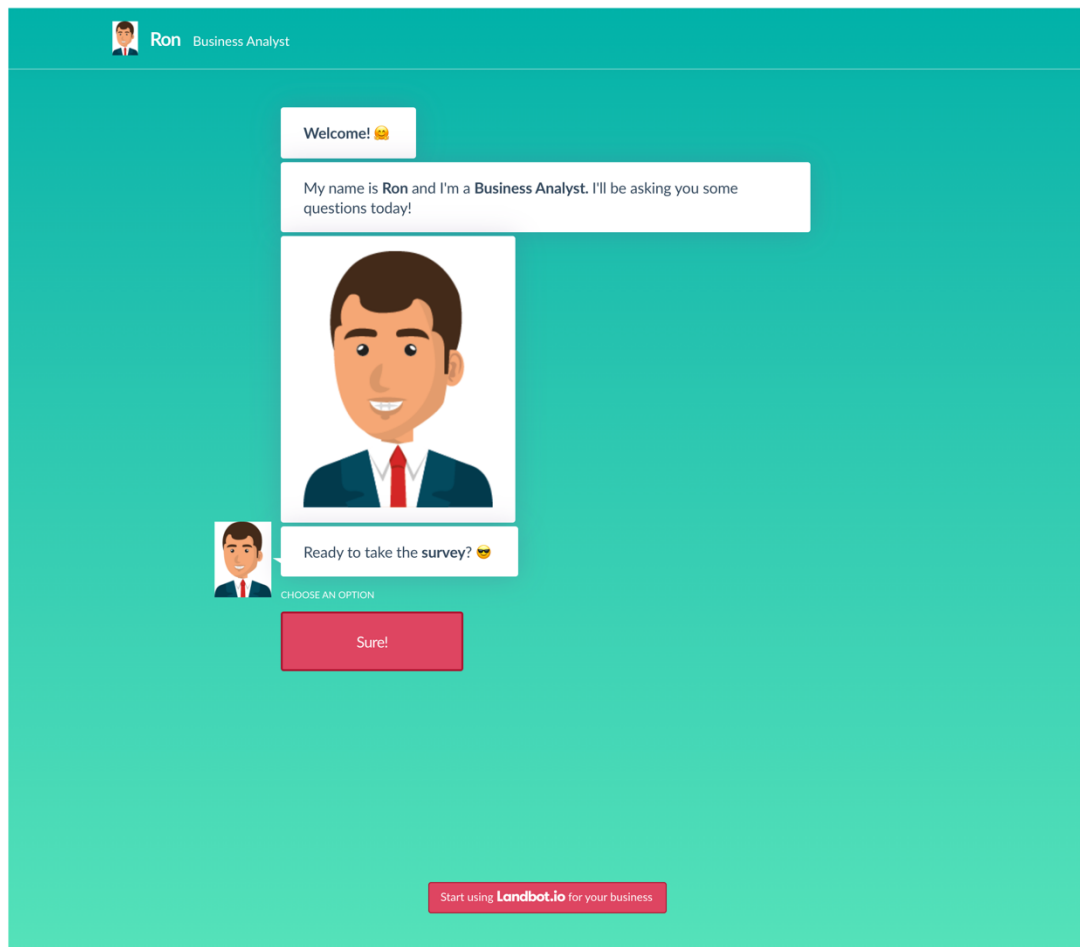 Ron Business Analyst
Welcome! 🤗
My name is Ron and I'm a Business Analyst. I'll be asking you some
questions today!
Ready to take the survey? 😎
CHOOSE AN OPTION
Sure!
Start using Landbot.io for your business